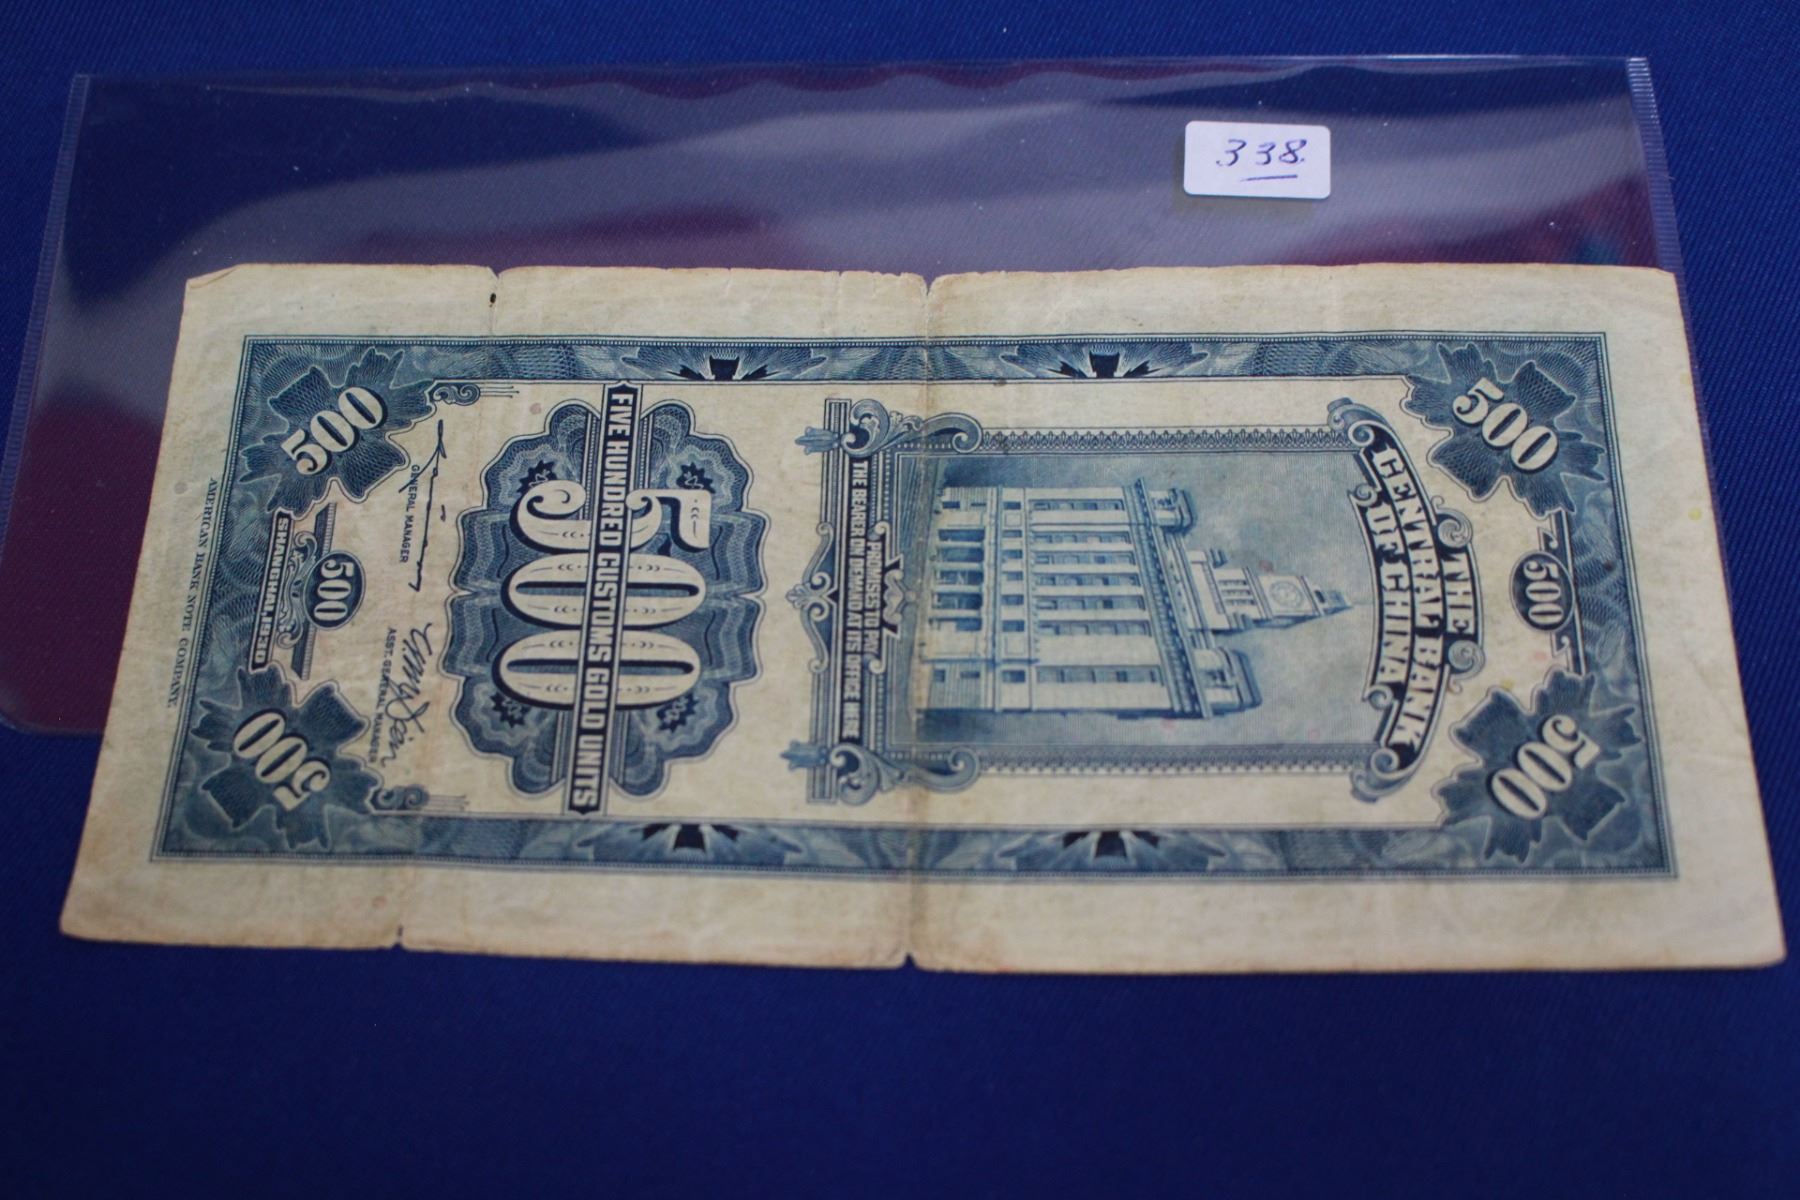 338.
500
500
500
THE
CENTRAL BANK
OF CHINA
PROMISES TO PAY
THE BEARER ON DEMAND AT ITS OFFICE HERE
500
FIVE HUNDRED CUSTOMS GOLD UNITS
GENERAL MANAGER
ASST. GENERAL MANAGER
500
500
500
SHANGHAI, 1930
AMERICAN BANK NOTE COMPANY.